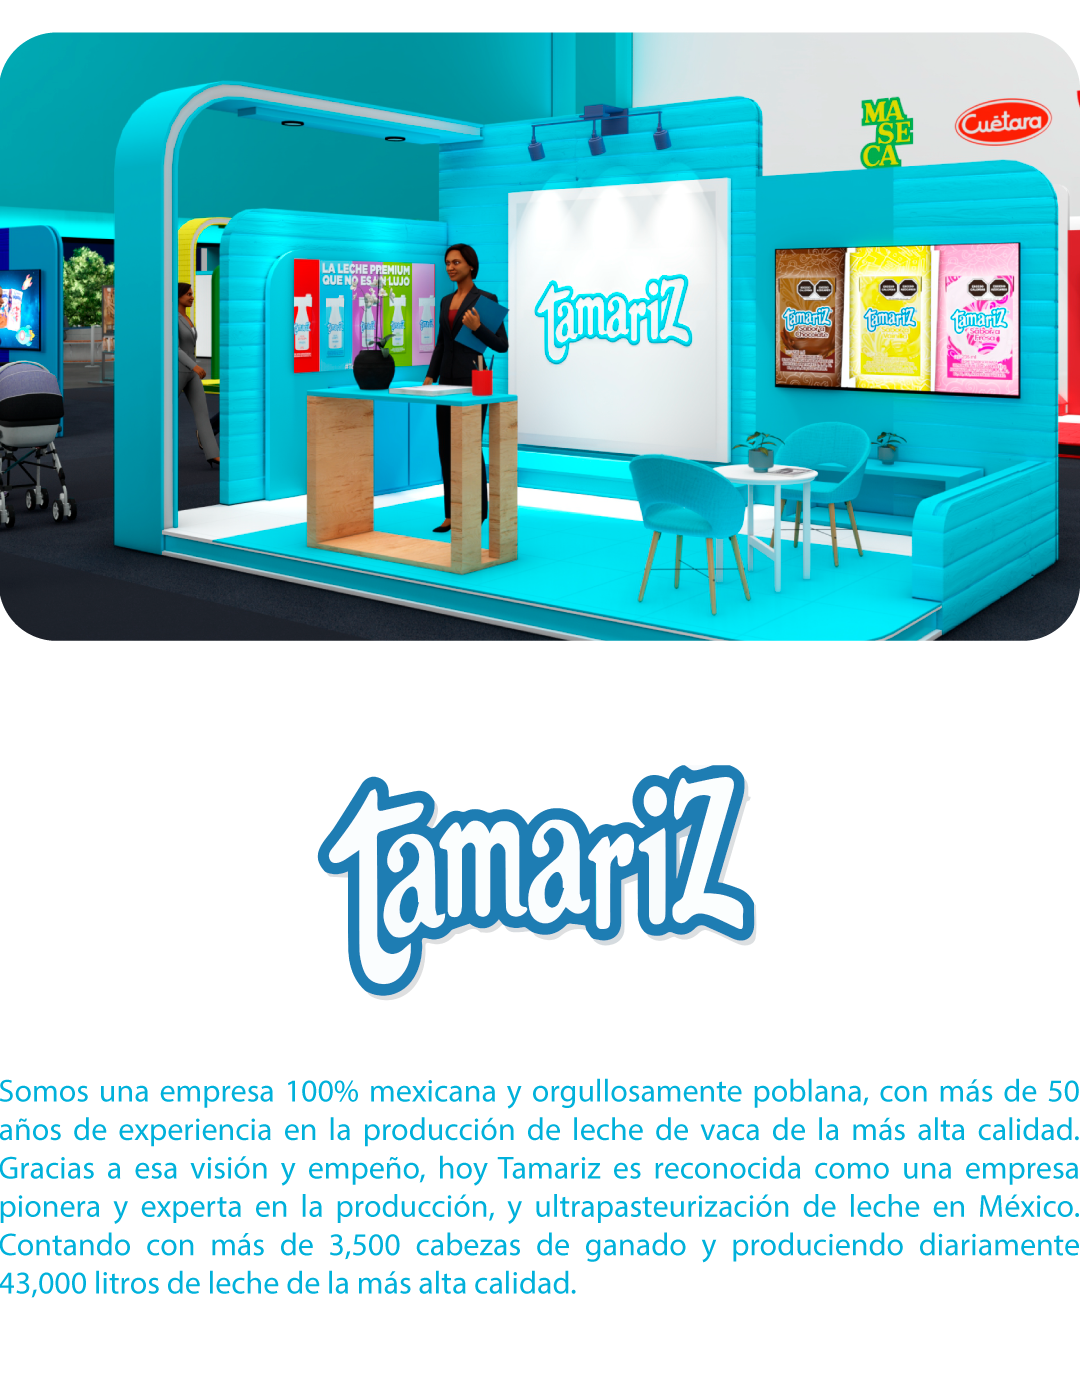 MA
SE
CA
Cuétara
LA LECHE PREMIUM
QUE NO ES UN LUJO
Tamariz
Tamariz
Sabor a
Chocolate
Tamariz
Tamariz
Sabor a
Fresa
Tamariz
Somos una empresa 100% mexicana y orgullosamente poblana, con más de 50
años de experiencia en la producción de leche de vaca de la más alta calidad.
Gracias a esa visión y empeño, hoy Tamariz es reconocida como una empresa
pionera y experta en la producción, y ultrapasteurización de leche en México.
Contando con más de 3,500 cabezas de ganado y produciendo diariamente
43,000 litros de leche de la más alta calidad.